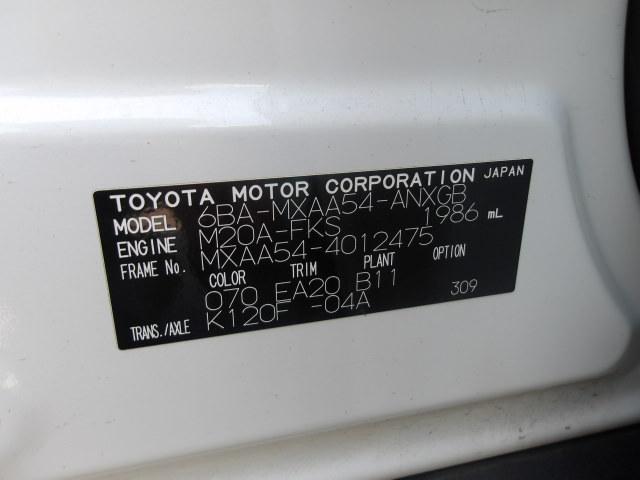 TOYOTA MOTOR CORPORATION JAPAN
MODEL 6BA-MXAA54-ANXGB
ENGINE M20A-FKS 1986 mL
FRAME No. MXAA54-4012475
COLOR TRIM PLANT OPTION
070 EA20 B11
TRANS./AXLE K120F -04A 309